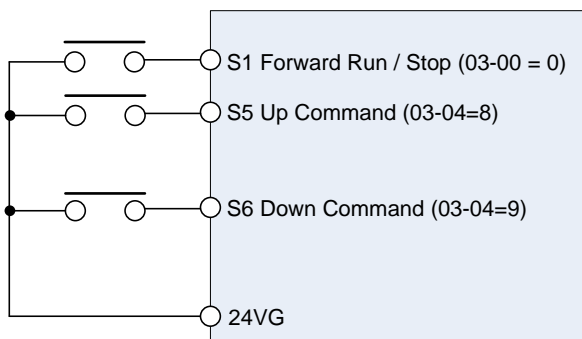 S1 Forward Run / Stop (03-00 = 0)
S5 Up Command (03-04=8)
S6 Down Command (03-04=9)
24VG